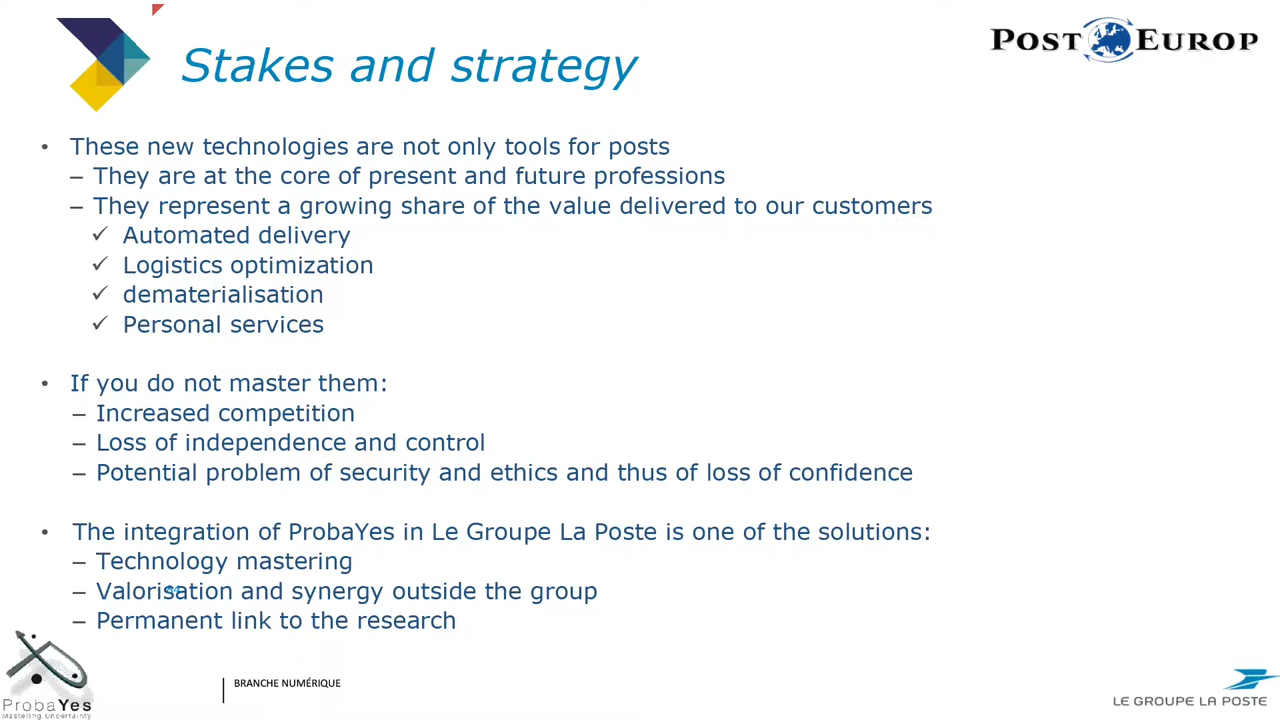 Stakes and strategy
POST EUROP
• These new technologies are not only tools for posts
– They are at the core of present and future professions
– They represent a growing share of the value delivered to our customers
✓ Automated delivery
✓ Logistics optimization
✓ dematerialisation
✓ Personal services
• If you do not master them:
– Increased competition
– Loss of independence and control
– Potential problem of security and ethics and thus of loss of confidence
• The integration of ProbaYes in Le Groupe La Poste is one of the solutions:
– Technology mastering
– Valorisation and synergy outside the group
– Permanent link to the research
ProbaYes
Mastering Uncertainty
BRANCHE NUMÉRIQUE
LE GROUPE LA POSTE